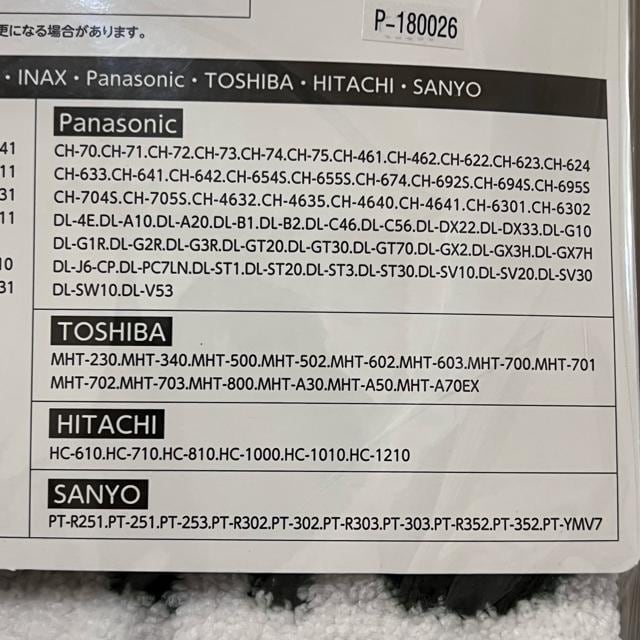 更になる場合があります。
P-180026
・INAX・Panasonic・TOSHIBA・HITACHI・SANYO
41
11
31
11
10
31
Panasonic
CH-70.CH-71.CH-72.CH-73.CH-74.CH-75.CH-461.CH-462.CH-622.CH-623.CH-624
CH-633.CH-641.CH-642.CH-654S.CH-655S.CH-674.CH-692S.CH-694S.CH-695S
CH-704S.CH-705S.CH-4632.CH-4635.CH-4640.CH-4641.CH-6301.CH-6302
DL-4E.DL-A10.DL-A20.DL-B1.DL-B2.DL-C46.DL-C56.DL-DX22.DL-DX33.DL-G10
DL-G1R.DL-G2R.DL-G3R.DL-GT20.DL-GT30.DL-GT70.DL-GX2.DL-GX3H.DL-GX7H
DL-J6-CP.DL-PC7LN.DL-ST1.DL-ST20.DL-ST3.DL-ST30.DL-SV10.DL-SV20.DL-SV30
DL-SW10.DL-V53
TOSHIBA
MHT-230.MHT-340.MHT-500.MHT-502.MHT-602.MHT-603.MHT-700.MHT-701
MHT-702.MHT-703.MHT-800.MHT-A30.MHT-A50.MHT-A70EX
HITACHI
HC-610.HC-710.HC-810.HC-1000.HC-1010.HC-1210
SANYO
PT-R251.PT-251.PT-253.PT-R302.PT-302.PT-R303.PT-303.PT-R352.PT-352.PT-YMV7